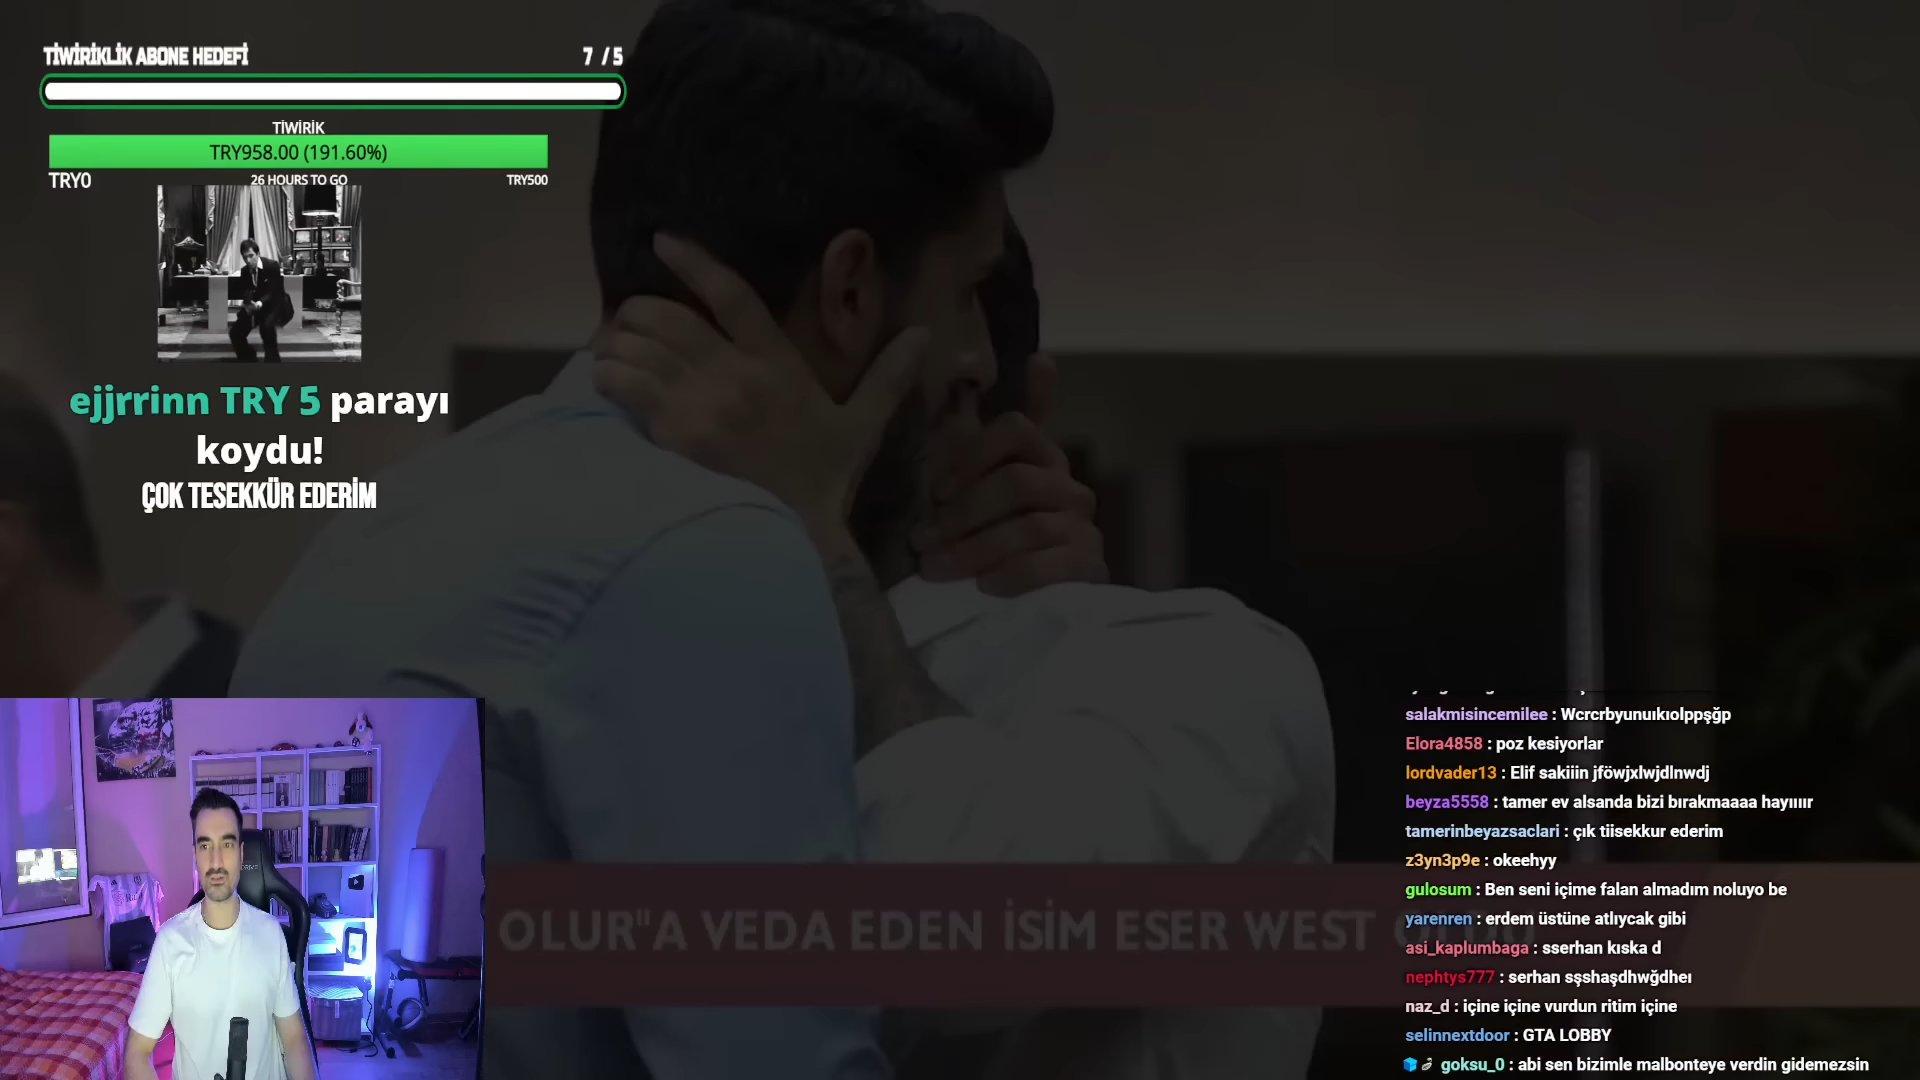 TİWİRİKLİK ABONE HEDEFİ 7 / 5
TİWİRİK
TRY958.00 (191.60%)
TRY0 26 HOURS TO GO TRY500
ejjrrinn TRY 5 parayı
koydu!
ÇOK TESEKKÜR EDERİM
salakmisincemilee : Wcrcrbyunuıkıolppşğp
Elora4858 : poz kesiyorlar
lordvader13 : Elif sakiiin jföwjxlwjdlnwdj
beyza5558 : tamer ev alsanda bizi bırakmaaaa hayıııır
tamerinbeyazsaclari : çık tiisekkur ederim
z3yn3p9e : okeehyy
gulosum : Ben seni içime falan almadım noluyo be
yarenren : erdem üstüne atlıycak gibi
asi_kaplumbaga : sserhan kıska d
nephtys777 : serhan sşshaşdhwğdheı
naz_d : içine içine vurdun ritim içine
selinnextdoor : GTA LOBBY
goksu_0 : abi sen bizimle malbonteye verdin gidemezsin
OLUR"A VEDA EDEN İSİM ESER WEST